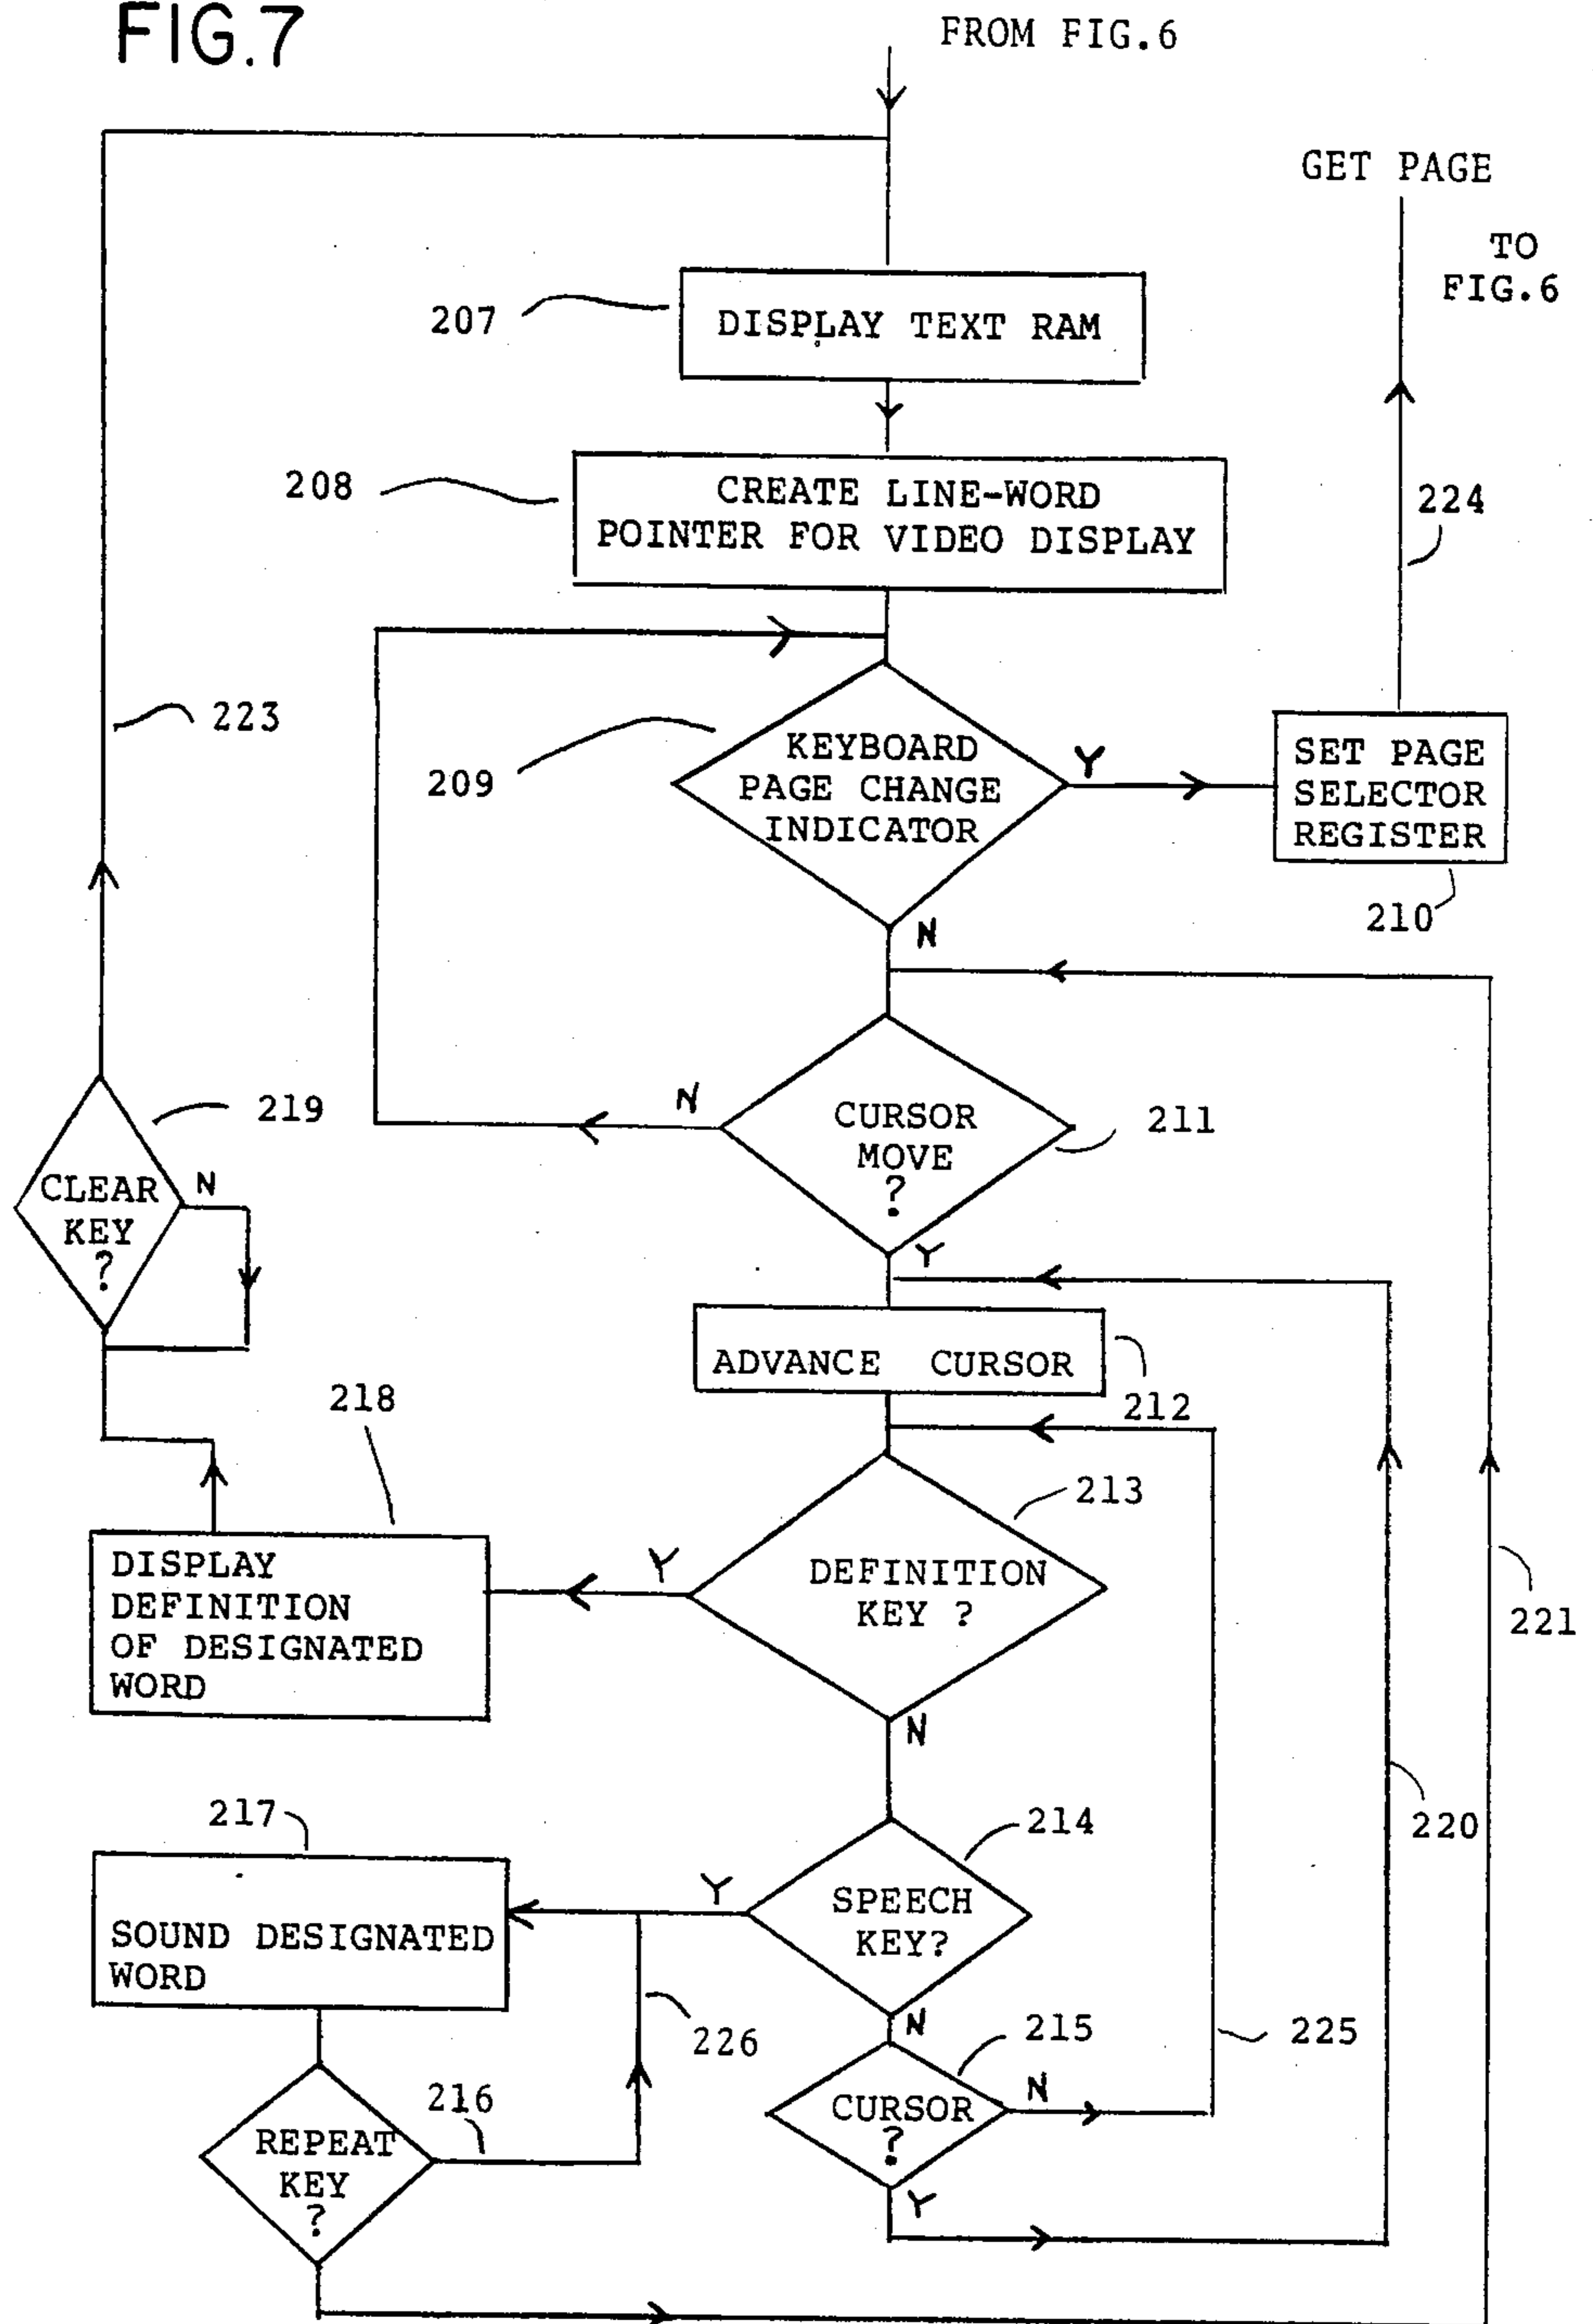 FIG.7
FROM FIG.6
GET PAGE
TO
FIG.6
207
DISPLAY TEXT RAM
208
CREATE LINE-WORD
POINTER FOR VIDEO DISPLAY
224
223
209
KEYBOARD
PAGE CHANGE
INDICATOR
Y
SET PAGE
SELECTOR
REGISTER
210
N
219
CLEAR
KEY
?
N
N
CURSOR
MOVE
?
211
Y
ADVANCE CURSOR
212
218
213
DISPLAY
DEFINITION
OF DESIGNATED
WORD
Y
DEFINITION
KEY ?
221
N
217
214
220
SOUND DESIGNATED
WORD
Y
SPEECH
KEY?
N
226
215
225
216
REPEAT
KEY
?
CURSOR
?
N
Y